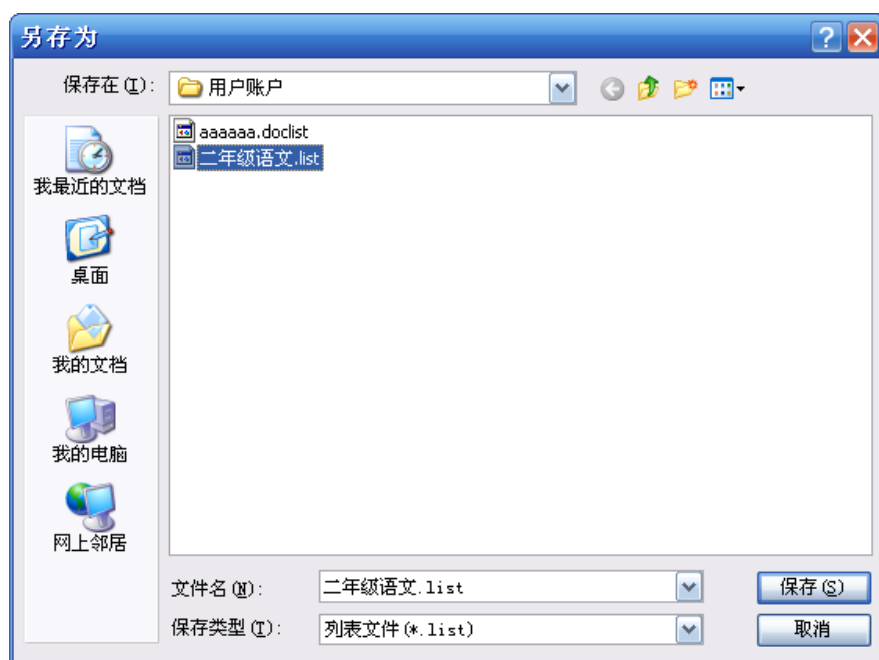 另存为
保存在(I):
用户账户
aaaaaa.doclist
二年级语文.list
我最近的文档
桌面
我的文档
我的电脑
网上邻居
文件名(N):
二年级语文.list
保存(S)
保存类型(T):
列表文件(*.list)
取消